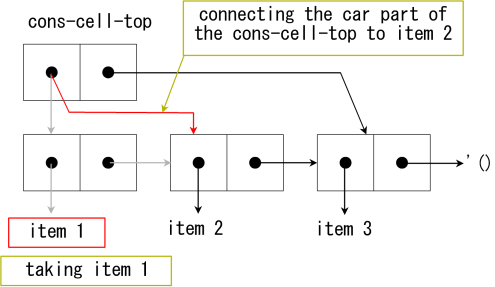 cons-cell-top
connecting the car part of
the cons-cell-top to item 2
'()
item 1
item 2
item 3
taking item 1